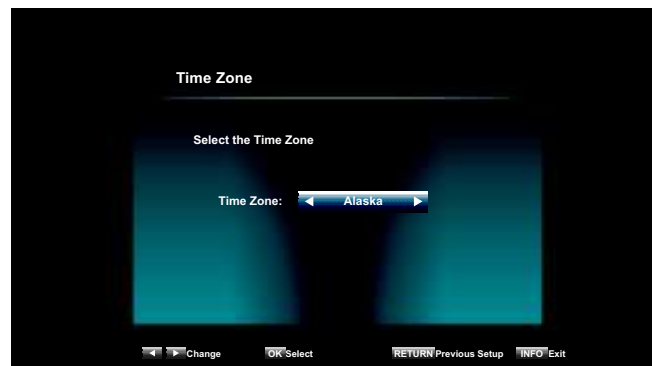 Time Zone
Select the Time Zone
Time Zone: Alaska
Change OK Select RETURN Previous Setup INFO Exit